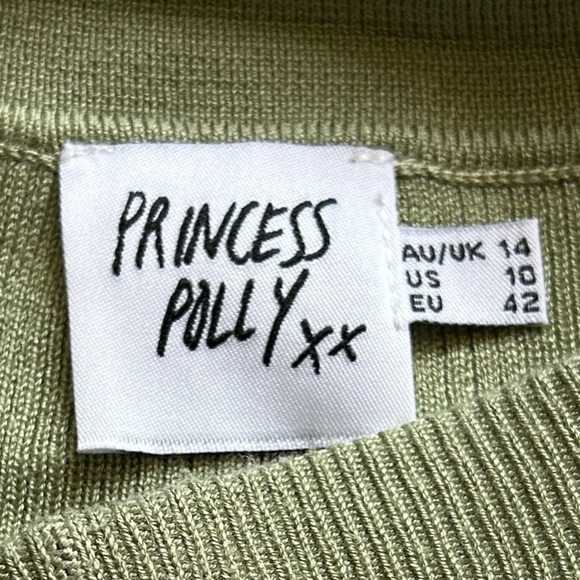 PRINCESS
POLLY xx
AU/UK 14
US 10
EU 42